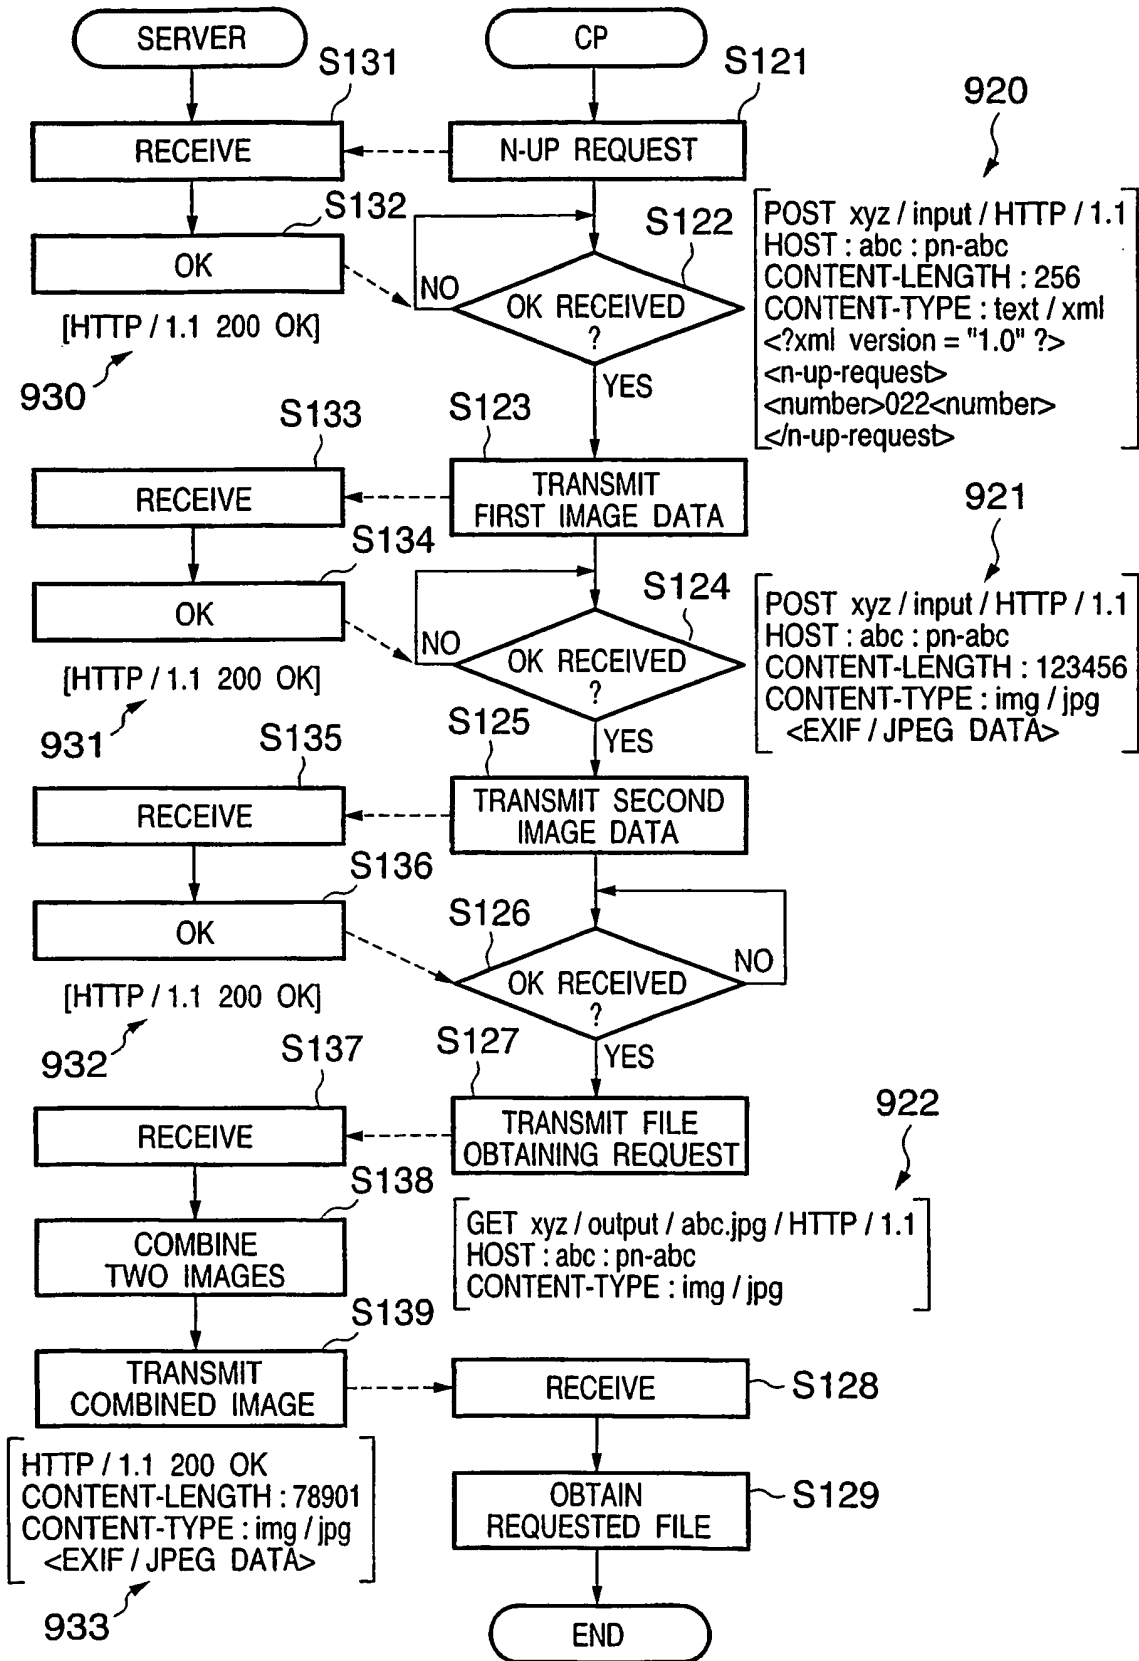 SERVER
CP
S131
S121
920
RECEIVE
N-UP REQUEST
S132
S122
OK
NO
OK RECEIVED
?
YES
[HTTP / 1.1 200 OK]
930
POST xyz / input / HTTP / 1.1
HOST : abc : pn-abc
CONTENT-LENGTH : 256
CONTENT-TYPE : text / xml
<?xml version = "1.0" ?>
<n-up-request>
<number>022<number>
</n-up-request>
S133
S123
RECEIVE
TRANSMIT
FIRST IMAGE DATA
921
S134
S124
OK
NO
OK RECEIVED
?
YES
[HTTP / 1.1 200 OK]
931
POST xyz / input / HTTP / 1.1
HOST : abc : pn-abc
CONTENT-LENGTH : 123456
CONTENT-TYPE : img / jpg
<EXIF / JPEG DATA>
S135
S125
RECEIVE
TRANSMIT SECOND
IMAGE DATA
S136
S126
OK
OK RECEIVED
?
NO
YES
[HTTP / 1.1 200 OK]
932
S137
S127
RECEIVE
TRANSMIT FILE
OBTAINING REQUEST
922
S138
COMBINE
TWO IMAGES
GET xyz / output / abc.jpg / HTTP / 1.1
HOST : abc : pn-abc
CONTENT-TYPE : img / jpg
S139
TRANSMIT
COMBINED IMAGE
RECEIVE
S128
HTTP / 1.1 200 OK
CONTENT-LENGTH : 78901
CONTENT-TYPE : img / jpg
<EXIF / JPEG DATA>
933
OBTAIN
REQUESTED FILE
S129
END